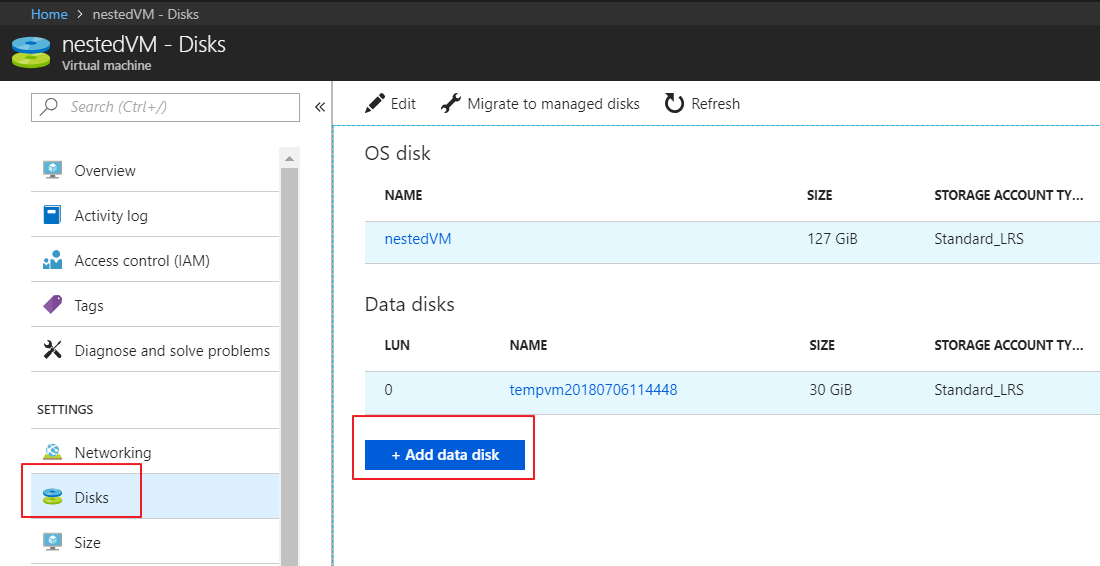 Home > nestedVM - Disks
nestedVM - Disks
Virtual machine
Search (Ctrl+/)
«
Overview
Activity log
Access control (IAM)
Tags
Diagnose and solve problems
SETTINGS
Networking
Disks
Size
Edit
Migrate to managed disks
Refresh
OS disk
NAME SIZE STORAGE ACCOUNT TY...
nestedVM 127 GiB Standard_LRS
Data disks
LUN NAME SIZE STORAGE ACCOUNT TY...
0 tempvm20180706114448 30 GiB Standard_LRS
+ Add data disk